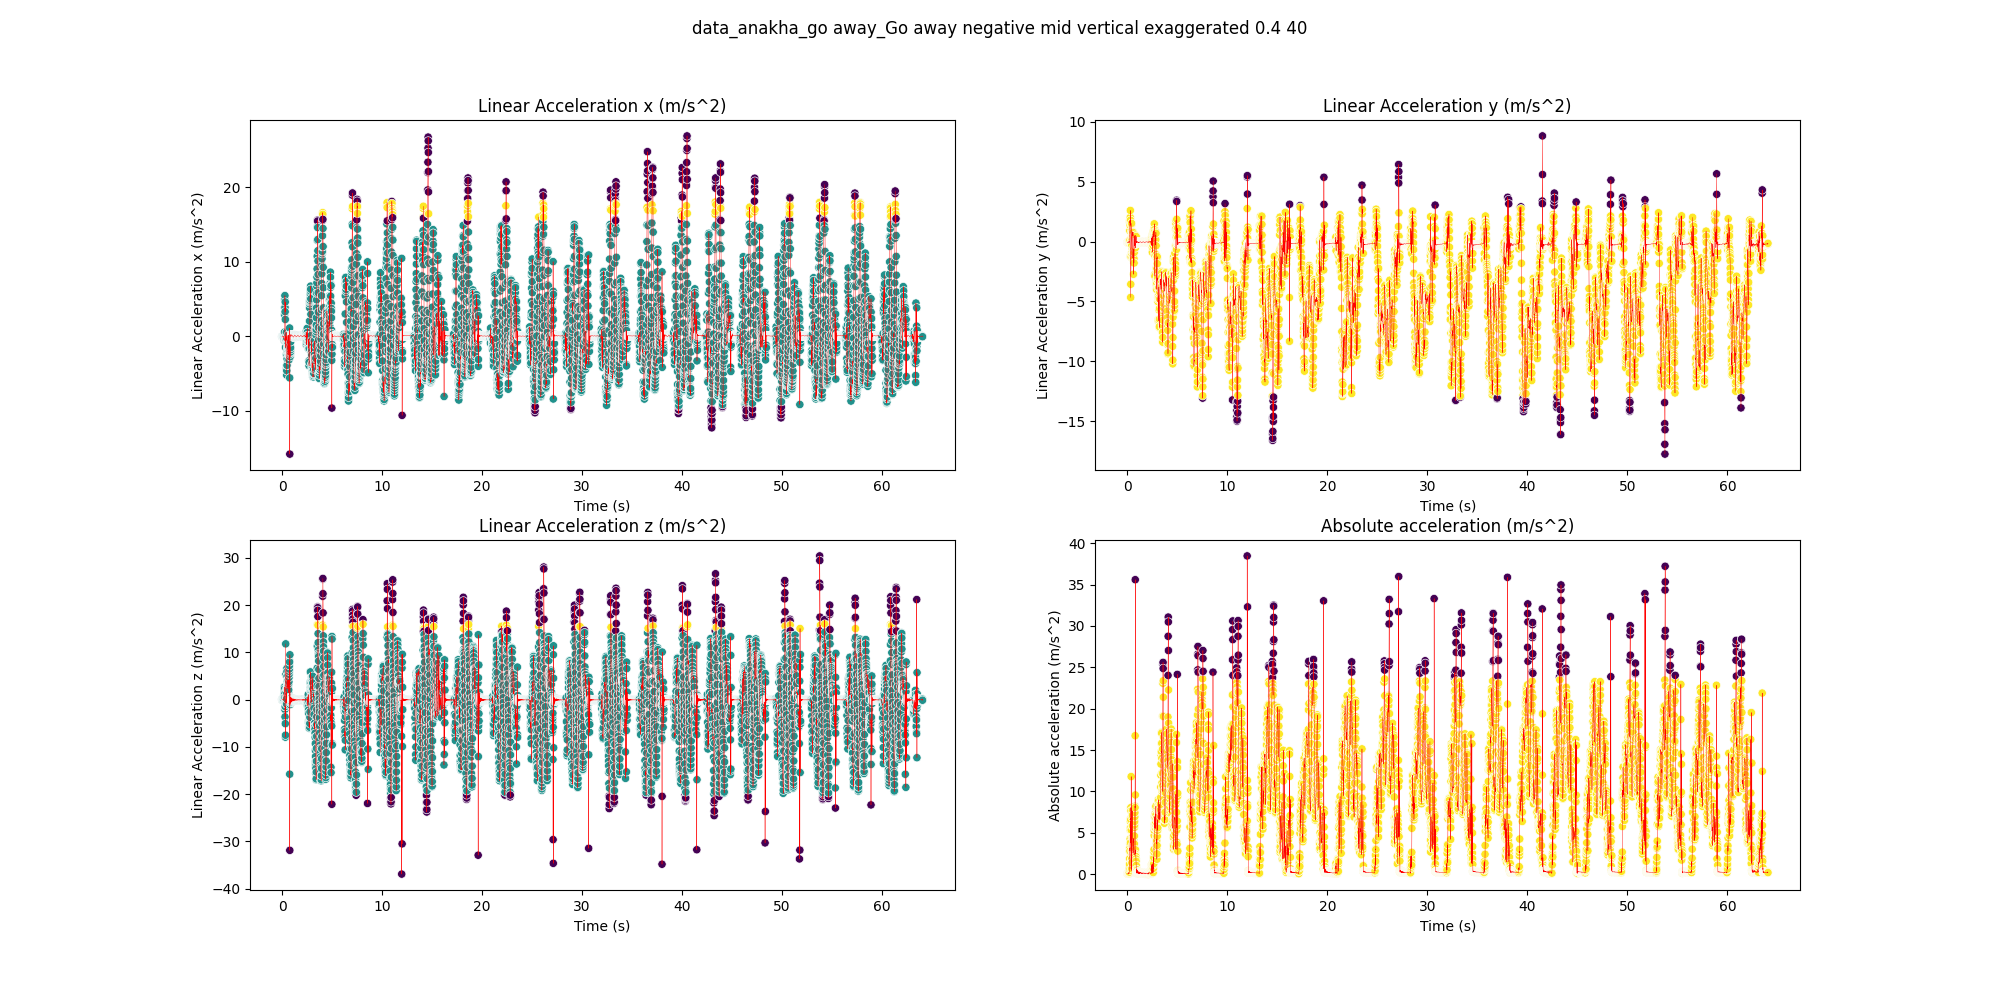 data_anakha_go away_Go away negative mid vertical exaggerated 0.4 40
Linear Acceleration x (m/s^2)
Linear Acceleration x (m/s^2)
20
10
0
−10
0 10 20 30 40 50 60
Time (s)
Linear Acceleration y (m/s^2)
Linear Acceleration y (m/s^2)
10
5
0
−5
−10
−15
0 10 20 30 40 50 60
Time (s)
Linear Acceleration z (m/s^2)
Linear Acceleration z (m/s^2)
30
20
10
0
−10
−20
−30
−40
0 10 20 30 40 50 60
Time (s)
Absolute acceleration (m/s^2)
Absolute acceleration (m/s^2)
40
35
30
25
20
15
10
5
0
0 10 20 30 40 50 60
Time (s)